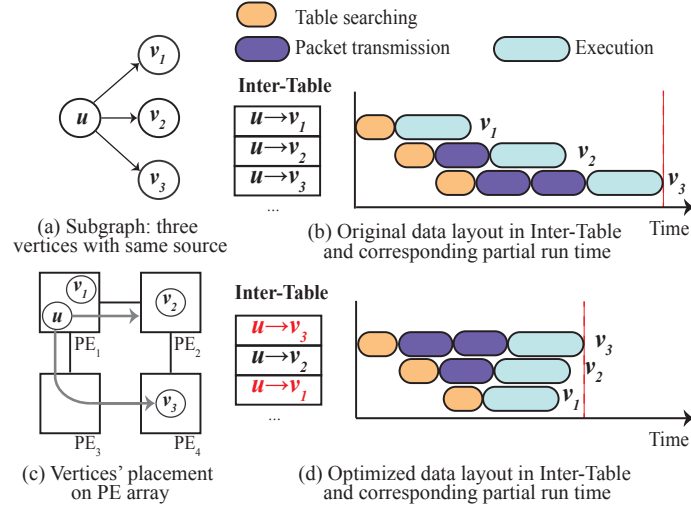 Table searching
Packet transmission
Execution
v1
u
v2
v3
(a) Subgraph: three
vertices with same source
Inter-Table
u→v1
u→v2
u→v3
...
v1
v2
v3
Time
(b) Original data layout in Inter-Table
and corresponding partial run time
v1
u
v2
PE1
PE2
v3
PE3
PE4
(c) Vertices' placement
on PE array
Inter-Table
u→v3
u→v2
u→v1
...
v3
v2
v1
Time
(d) Optimized data layout in Inter-Table
and corresponding partial run time